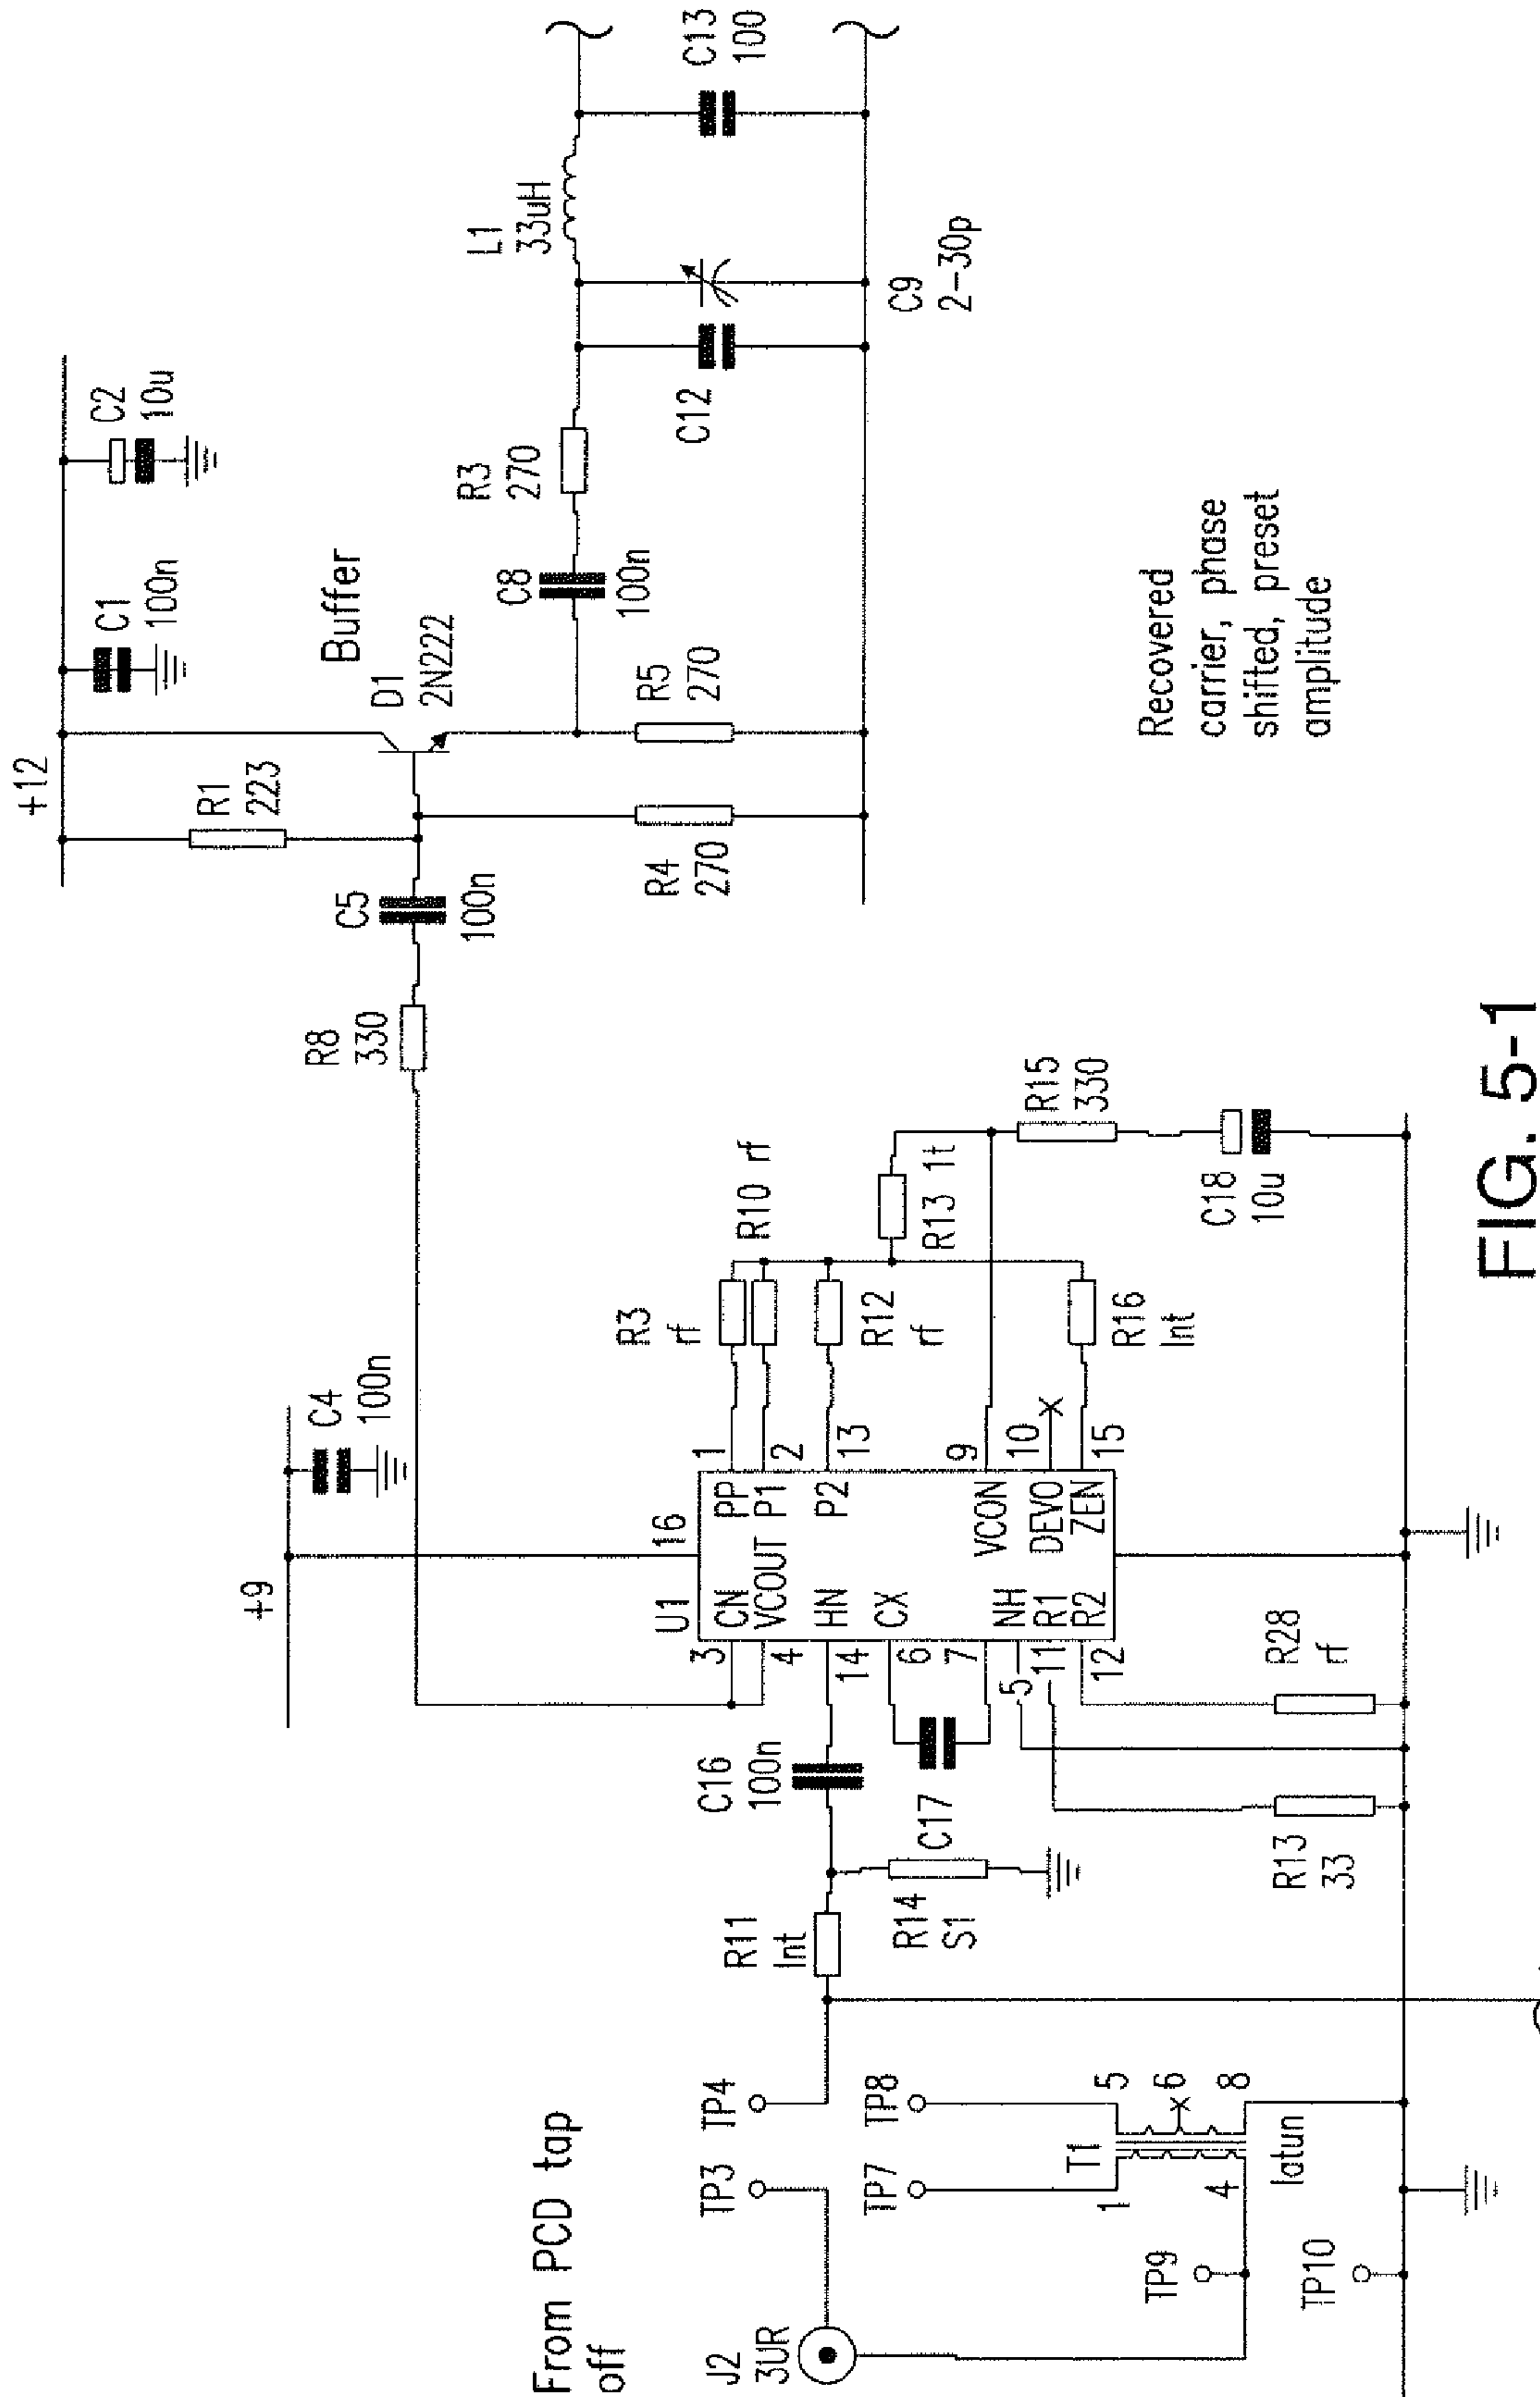 From PCD tap
off
J2
3UR
TP3
TP4
TP7
TP8
TP9
TP10
T1
1
4
5
6
8
latun
R11
Int
R14
S1
C16
100n
C17
R13
33
R28
rf
+9
C4
100n
U1
16
3
4
14
6
7
5
11
12
CN
VCOUT
HN
CX
NH
R1
R2
PP
P1
P2
VCON
DEVO
ZEN
1
2
13
9
10
15
R3
rf
R10 rf
R12
rf
R16
Int
R13 1t
R15
330
C18
10u
R8
330
C5
100n
+12
R1
223
R4
270
D1
2N222
Buffer
R5
270
C1
100n
C2
10u
C8
100n
R3
270
C12
L1
33uH
C9
2-30p
C13
100
Recovered
carrier, phase
shifted, preset
amplitude
FIG. 5-1